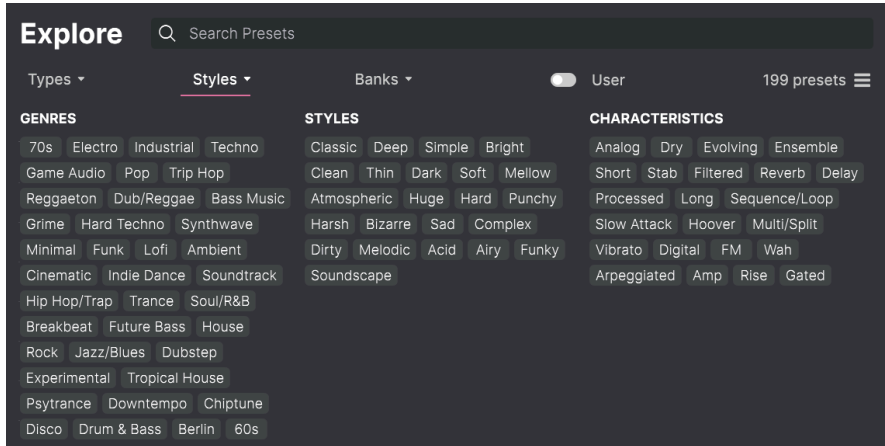 Explore
Search Presets
Types Styles Banks User 199 presets
GENRES
70s Electro Industrial Techno
Game Audio Pop Trip Hop
Reggaeton Dub/Reggae Bass Music
Grime Hard Techno Synthwave
Minimal Funk Lofi Ambient
Cinematic Indie Dance Soundtrack
Hip Hop/Trap Trance Soul/R&B
Breakbeat Future Bass House
Rock Jazz/Blues Dubstep
Experimental Tropical House
Psytrance Downtempo Chiptune
Disco Drum & Bass Berlin 60s
STYLES
Classic Deep Simple Bright
Clean Thin Dark Soft Mellow
Atmospheric Huge Hard Punchy
Harsh Bizarre Sad Complex
Dirty Melodic Acid Airy Funky
Soundscape
CHARACTERISTICS
Analog Dry Evolving Ensemble
Short Stab Filtered Reverb Delay
Processed Long Sequence/Loop
Slow Attack Hoover Multi/Split
Vibrato Digital FM Wah
Arpeggiated Amp Rise Gated